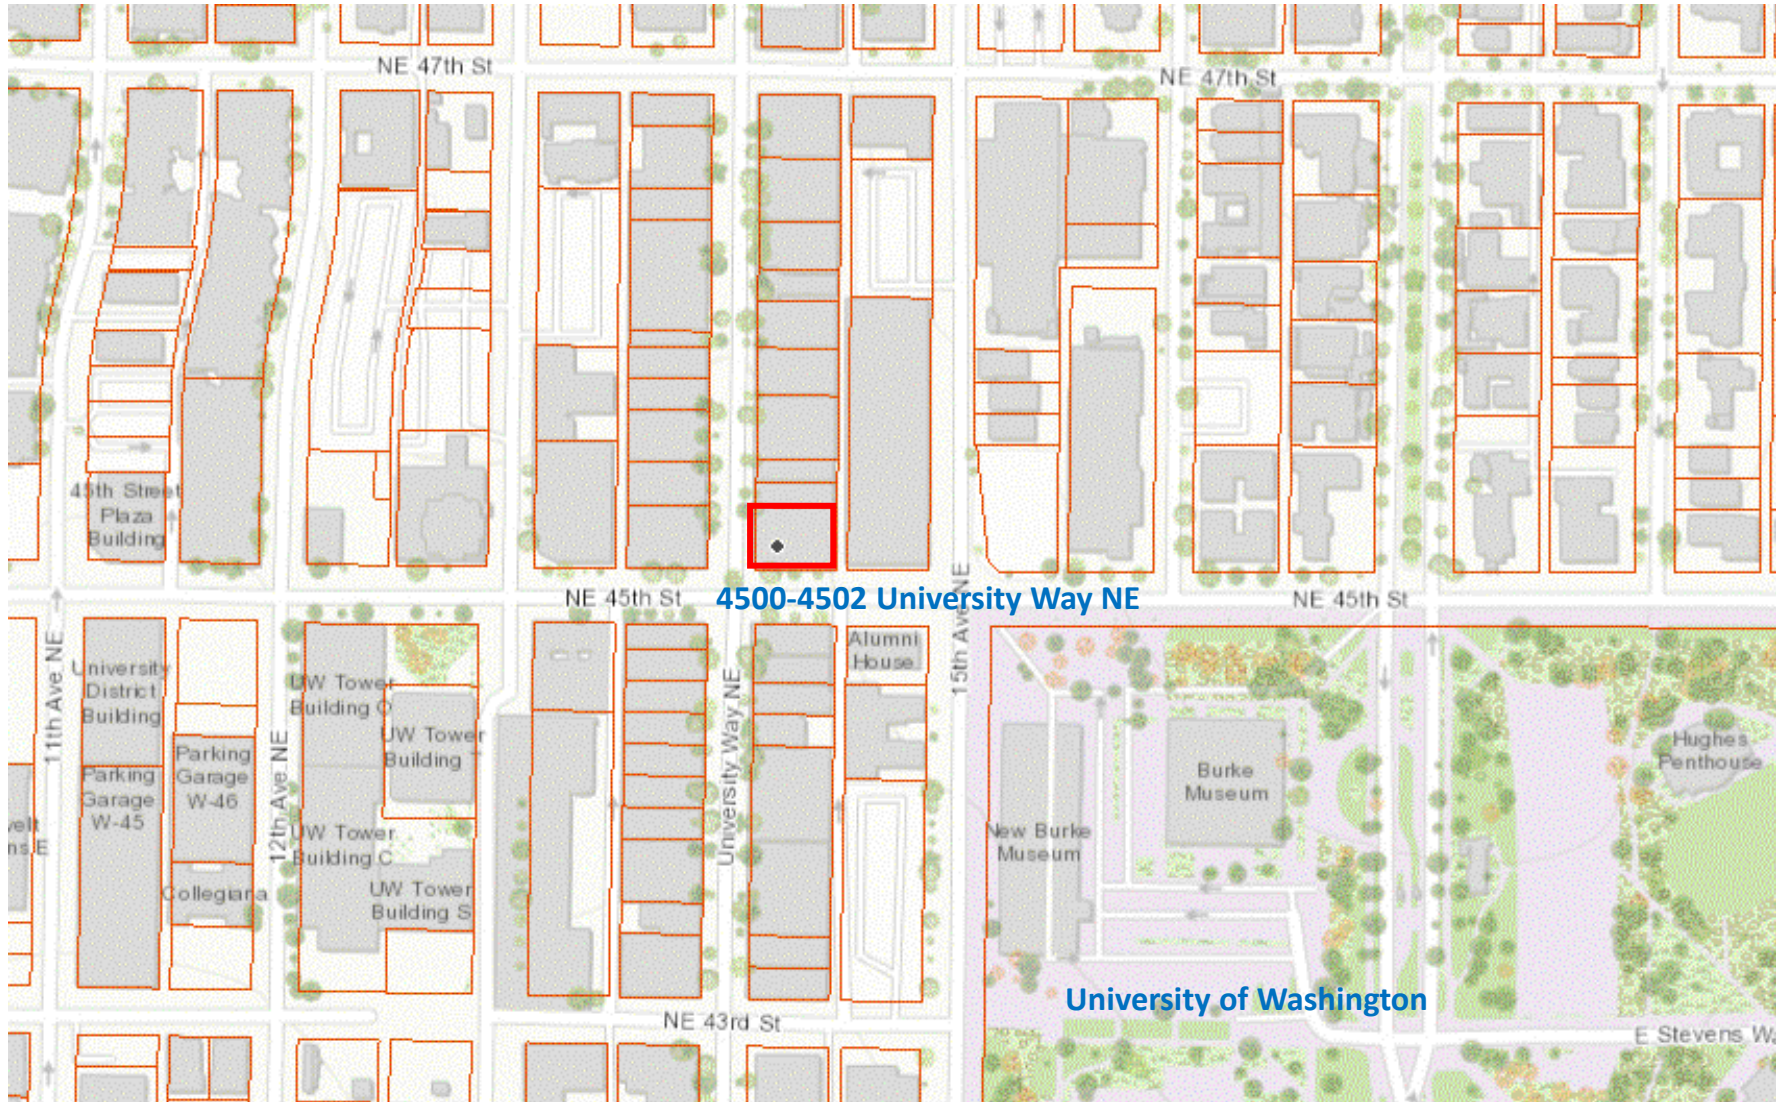 NE 47th St
NE 47th St
45th Street
Plaza
Building
NE 45th St
4500-4502 University Way NE
NE 45th St
15th Ave NE
11th Ave NE
University
District
Building
UW Tower
Building O
UW Tower
Building
University Way NE
Alumni
House
Parking
Garage
W-45
Parking
Garage
W-46
12th Ave NE
UW Tower
Building C
UW Tower
Building S
Collegiana
Burke
Museum
New Burke
Museum
Hughes
Penthouse
University of Washington
NE 43rd St
E Stevens